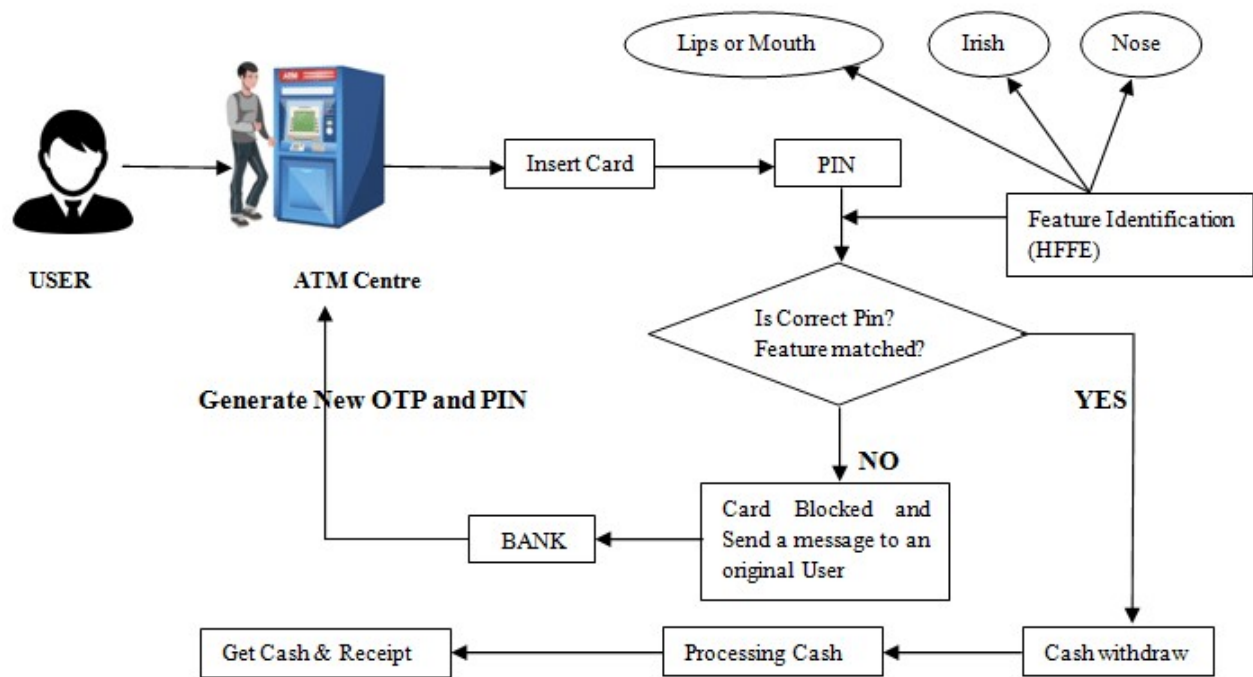 Lips or Mouth
Irish
Nose
ATM
Insert Card
PIN
Feature Identification
(HFFE)
USER
ATM Centre
Is Correct Pin?
Feature matched?
Generate New OTP and PIN
YES
NO
Card Blocked and
Send a message to an
original User
BANK
Get Cash & Receipt
Processing Cash
Cash withdraw